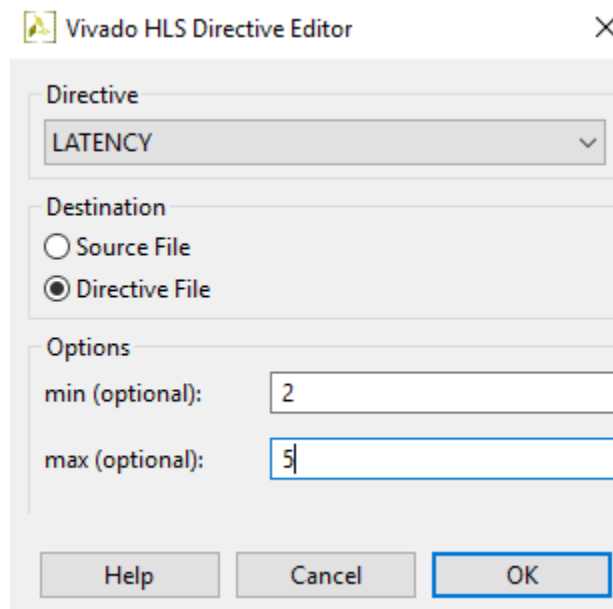 Vivado HLS Directive Editor
Directive
LATENCY
Destination
Source File
Directive File
Options
min (optional): 2
max (optional): 5
Help Cancel OK